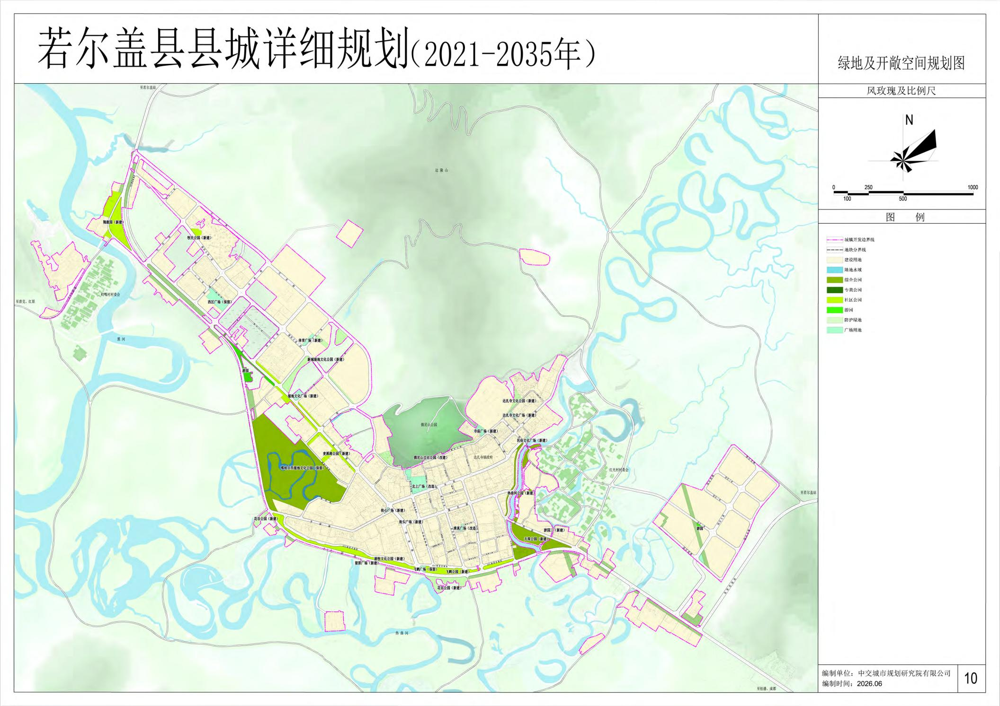 若尔盖县县城详细规划(2021-2035年)
绿地及开敞空间规划图
风玫瑰及比例尺
N
0 250 1000
100 500
图 例
城镇开发边界线
地块分界线
建设用地
陆地水域
综合公园
专类公园
社区公园
游园
防护绿地
广场用地
编制单位：中交城市规划研究院有限公司
编制时间：2026.06
10
至若尔盖站
达隆山
翔鹿园（新建）
牧民公园（新建）
岭嘎村村委会
至唐克、红原
西区广场（保留）
黑河
体育广场（新建）
新城湿地文化公园（新建）
游园
湿地文化广场（新建）
达扎寺文化公园（新建）
达扎寺文化广场（新建）
俄尼山公园
寺庙广场（新建）
民俗文化广场（新建）
麦溪路公园（新建）
俄尼山文化公园（改建）
达扎寺镇政府
喀哈尔乔湿地文化公园（保留）
红光村村委会
北上广场（改造）
热曲河公园（新建）
至若尔盖站
街心广场（新建）
花谷公园（新建）
街头广场（新建）
清真广场（改造）
游园三（新建）
游园
天珠公园（新建）
游牧文化公园（新建）
望原广场（新建）
飞鹤广场（保留）
飞鹤公园（新建）
花谷公园（新建）
热曲河
至松潘、成都